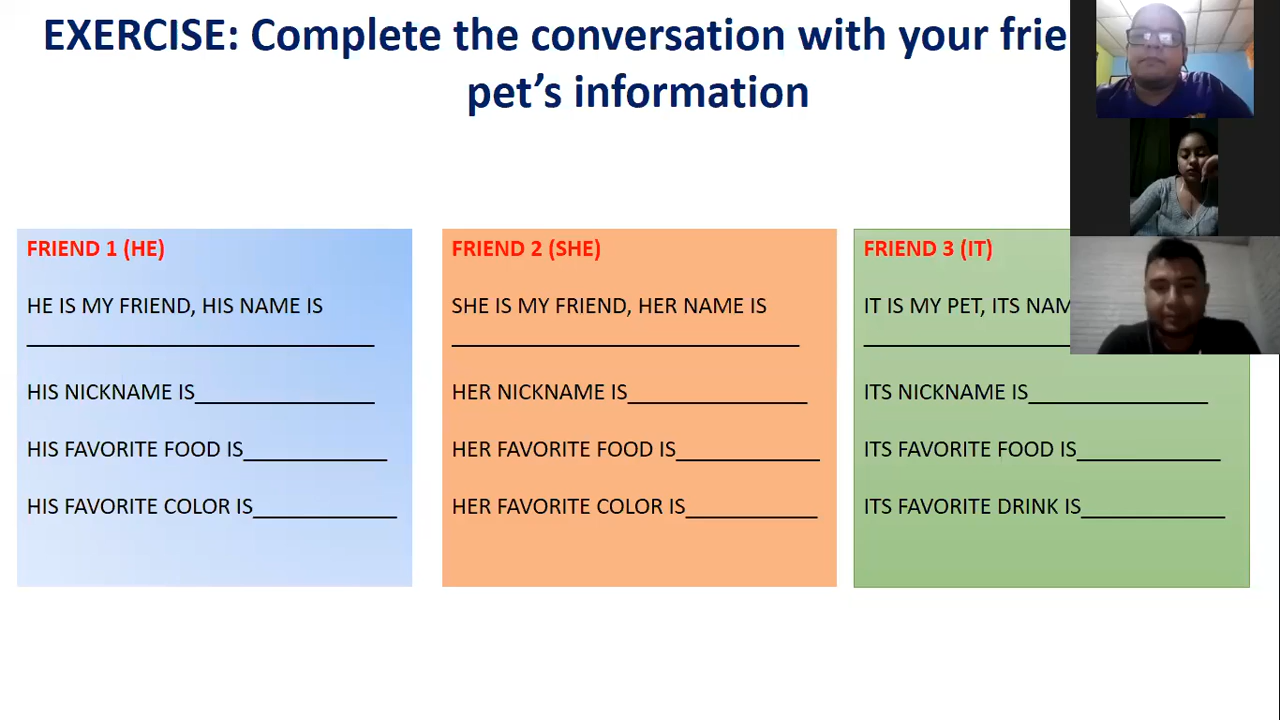 EXERCISE: Complete the conversation with your
pet's information
FRIEND 1 (HE)
HE IS MY FRIEND, HIS NAME IS
HIS NICKNAME IS
HIS FAVORITE FOOD IS
HIS FAVORITE COLOR IS
FRIEND 2 (SHE)
SHE IS MY FRIEND, HER NAME IS
HER NICKNAME IS
HER FAVORITE FOOD IS
HER FAVORITE COLOR IS
FRIEND 3 (IT)
IT IS MY PET, ITS
ITS NICKNAME IS
ITS FAVORITE FOOD IS
ITS FAVORITE DRINK IS